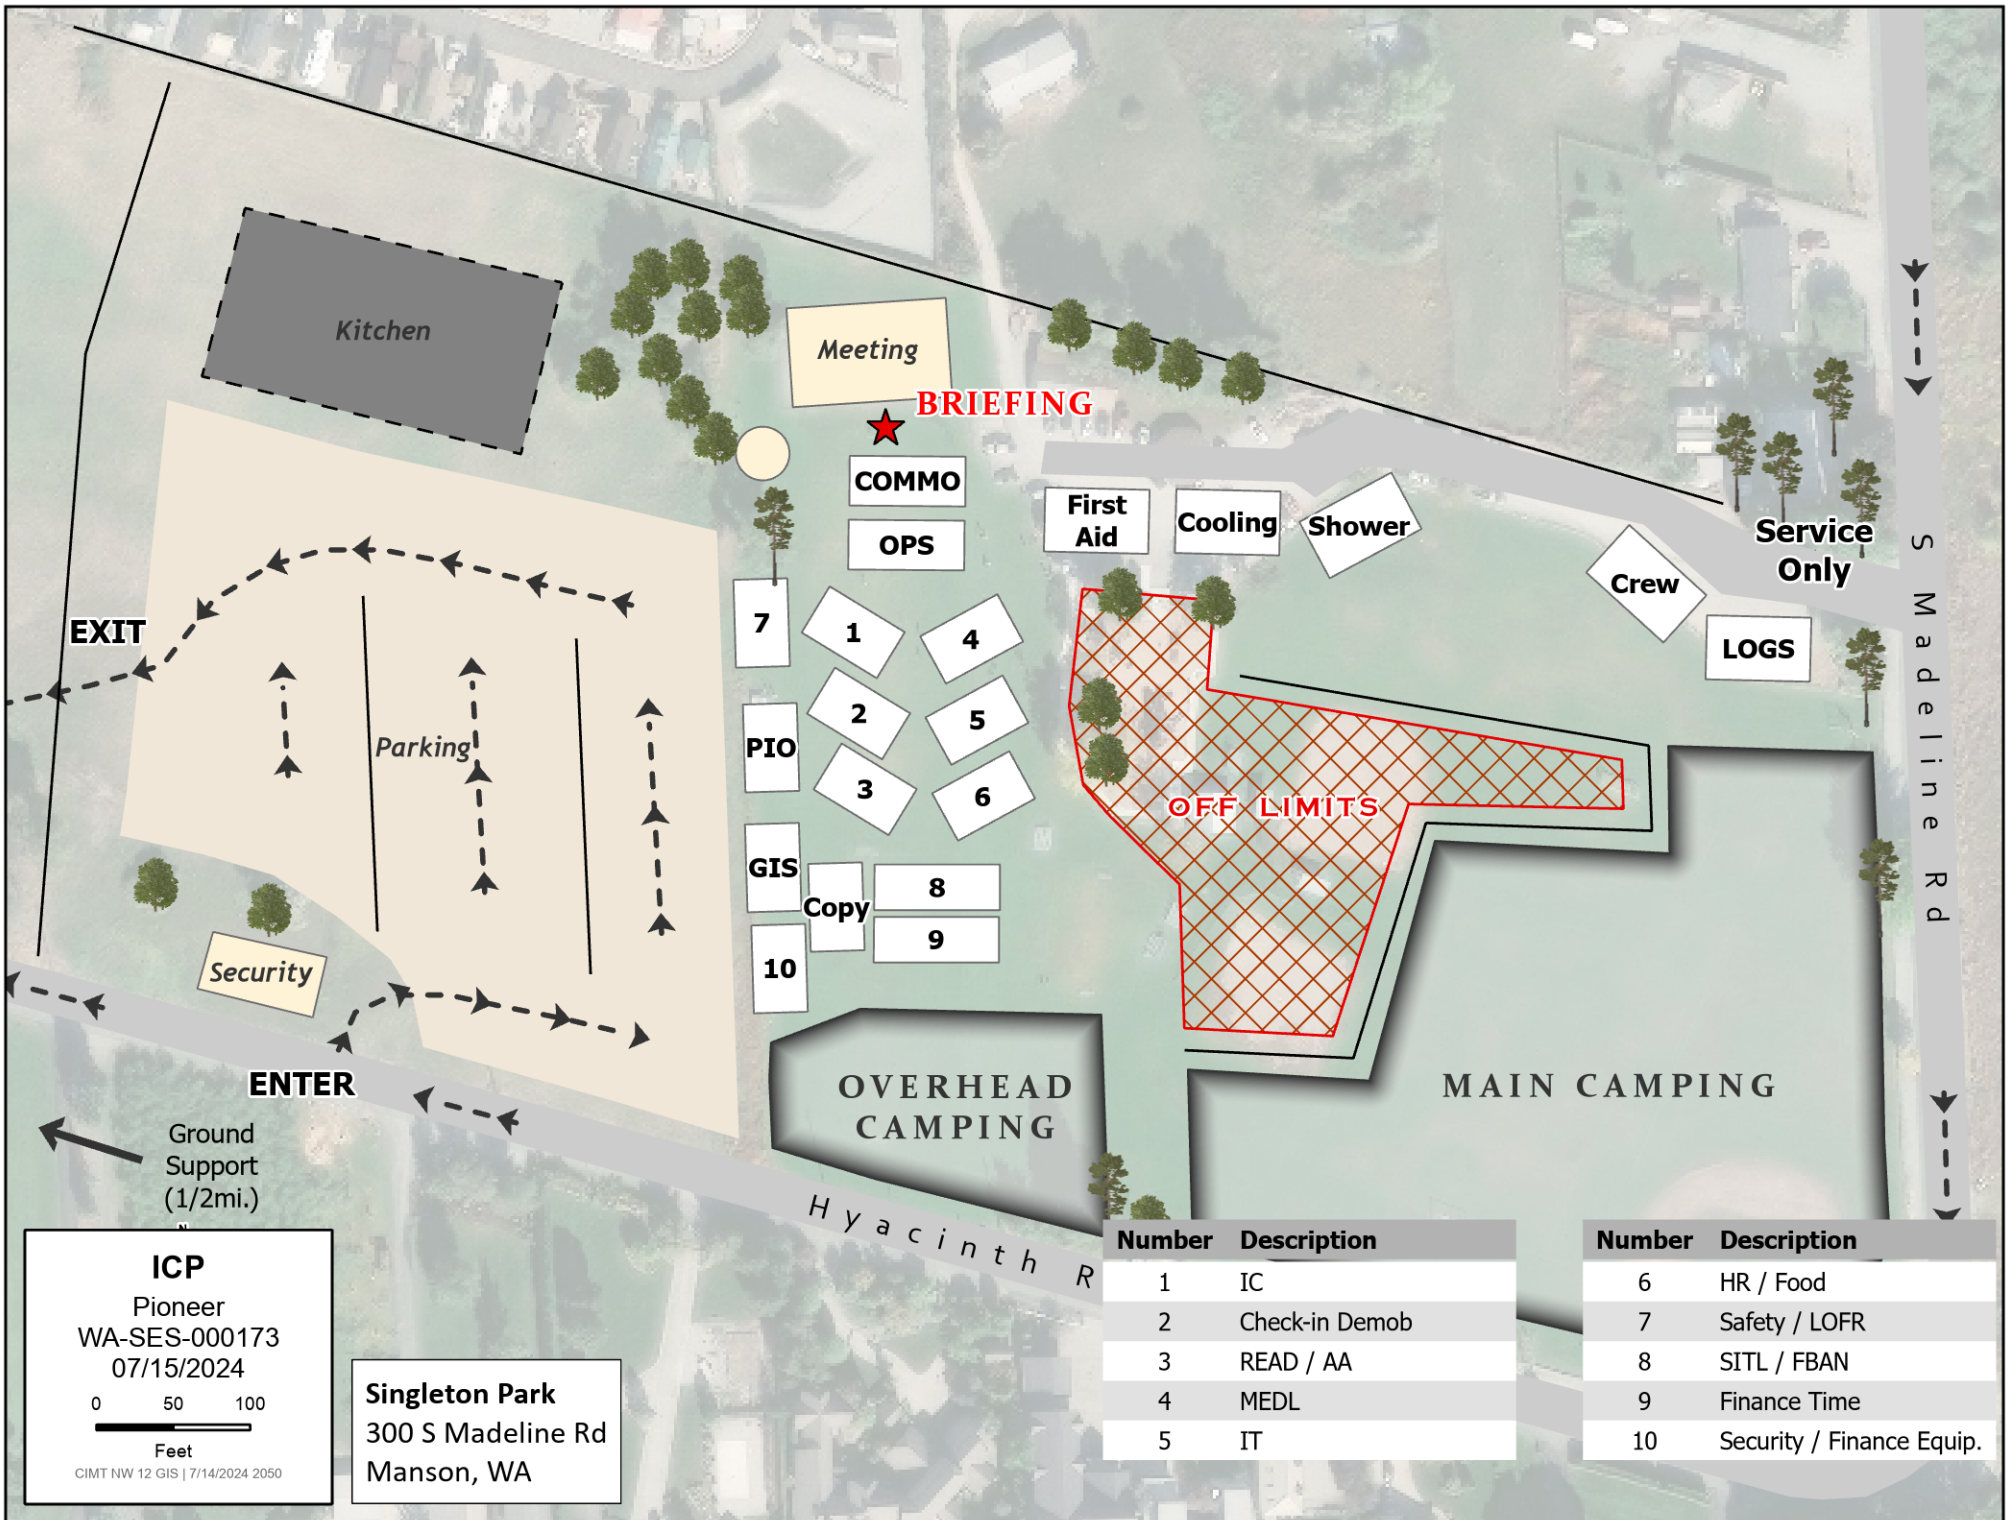 Kitchen
Meeting
BRIEFING
COMMO
OPS
First
Aid
Cooling
Shower
Service
Only
Crew
LOGS
S Madeline Rd
EXIT
7
1
4
2
5
PIO
Parking
3
6
OFF LIMITS
GIS
Copy
8
9
10
Security
ENTER
OVERHEAD
CAMPING
MAIN CAMPING
Ground
Support
(1/2mi.)
N
Hyacinth R
ICP
Pioneer
WA-SES-000173
07/15/2024
0 50 100
Feet
CIMT NW 12 GIS | 7/14/2024 2050
Singleton Park
300 S Madeline Rd
Manson, WA
Number Description
1 IC
2 Check-in Demob
3 READ / AA
4 MEDL
5 IT
Number Description
6 HR / Food
7 Safety / LOFR
8 SITL / FBAN
9 Finance Time
10 Security / Finance Equip.